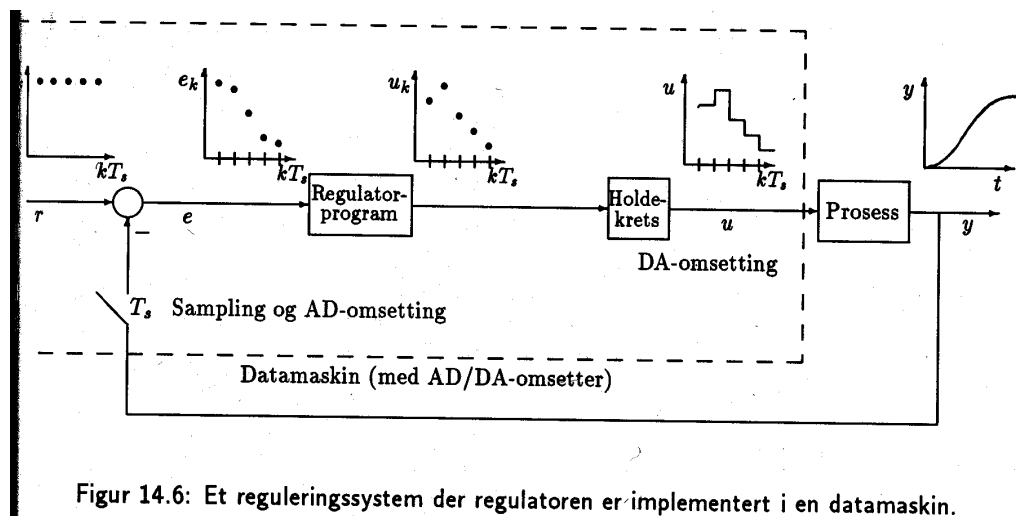 e_k
u_k
u
y
kT_s
kT_s
kT_s
kT_s
t
r
e
Regulator-
program
Holde-
krets
u
Prosess
y
−
DA-omsetting
T_s Sampling og AD-omsetting
Datamaskin (med AD/DA-omsetter)
Figur 14.6: Et reguleringssystem der regulatoren er implementert i en datamaskin.